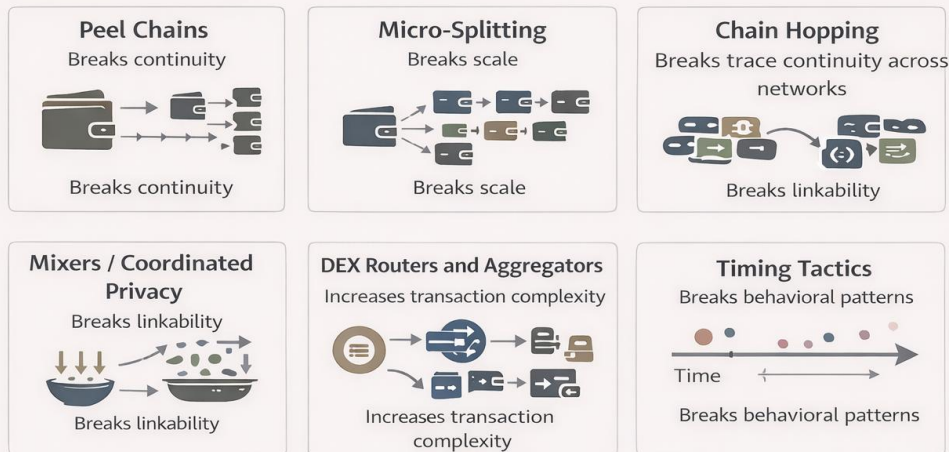 Peel Chains
Breaks continuity
Breaks continuity
Micro-Splitting
Breaks scale
Breaks scale
Chain Hopping
Breaks trace continuity across
networks
Breaks linkability
Mixers / Coordinated
Privacy
Breaks linkability
Breaks linkability
DEX Routers and Aggregators
Increases transaction complexity
Increases transaction
complexity
Timing Tactics
Breaks behavioral patterns
Time
Breaks behavioral patterns